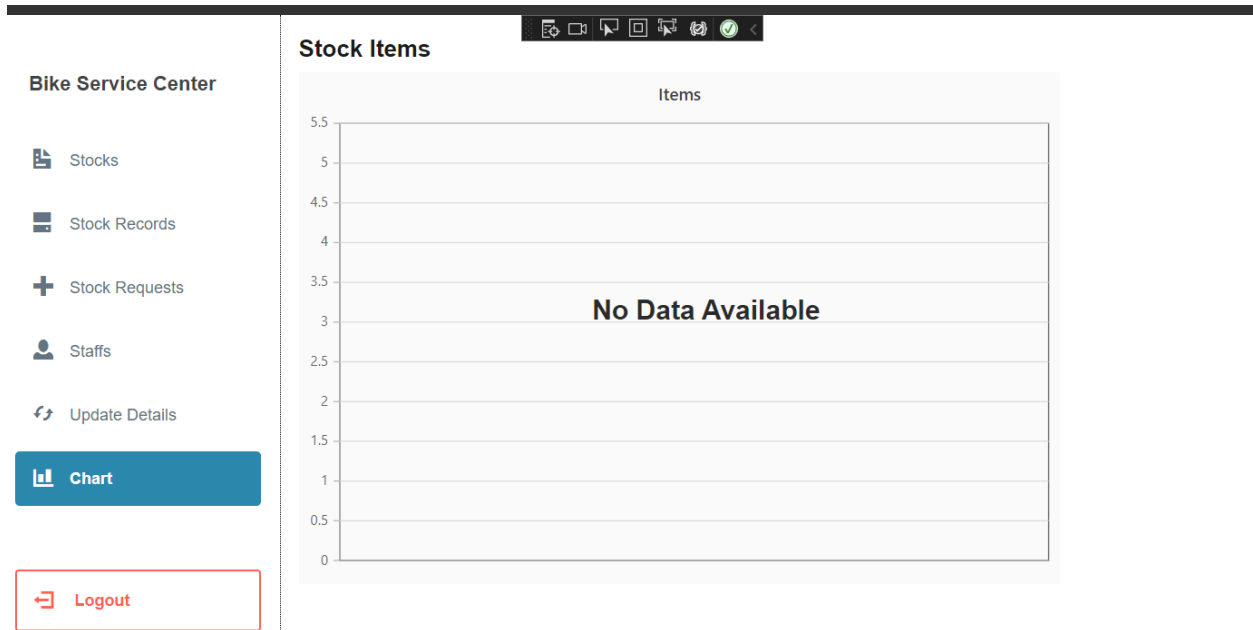 Bike Service Center
Stocks
Stock Records
Stock Requests
Staffs
Update Details
Chart
Logout
Stock Items
Items
5.5
5
4.5
4
3.5
3
2.5
2
1.5
1
0.5
0
No Data Available